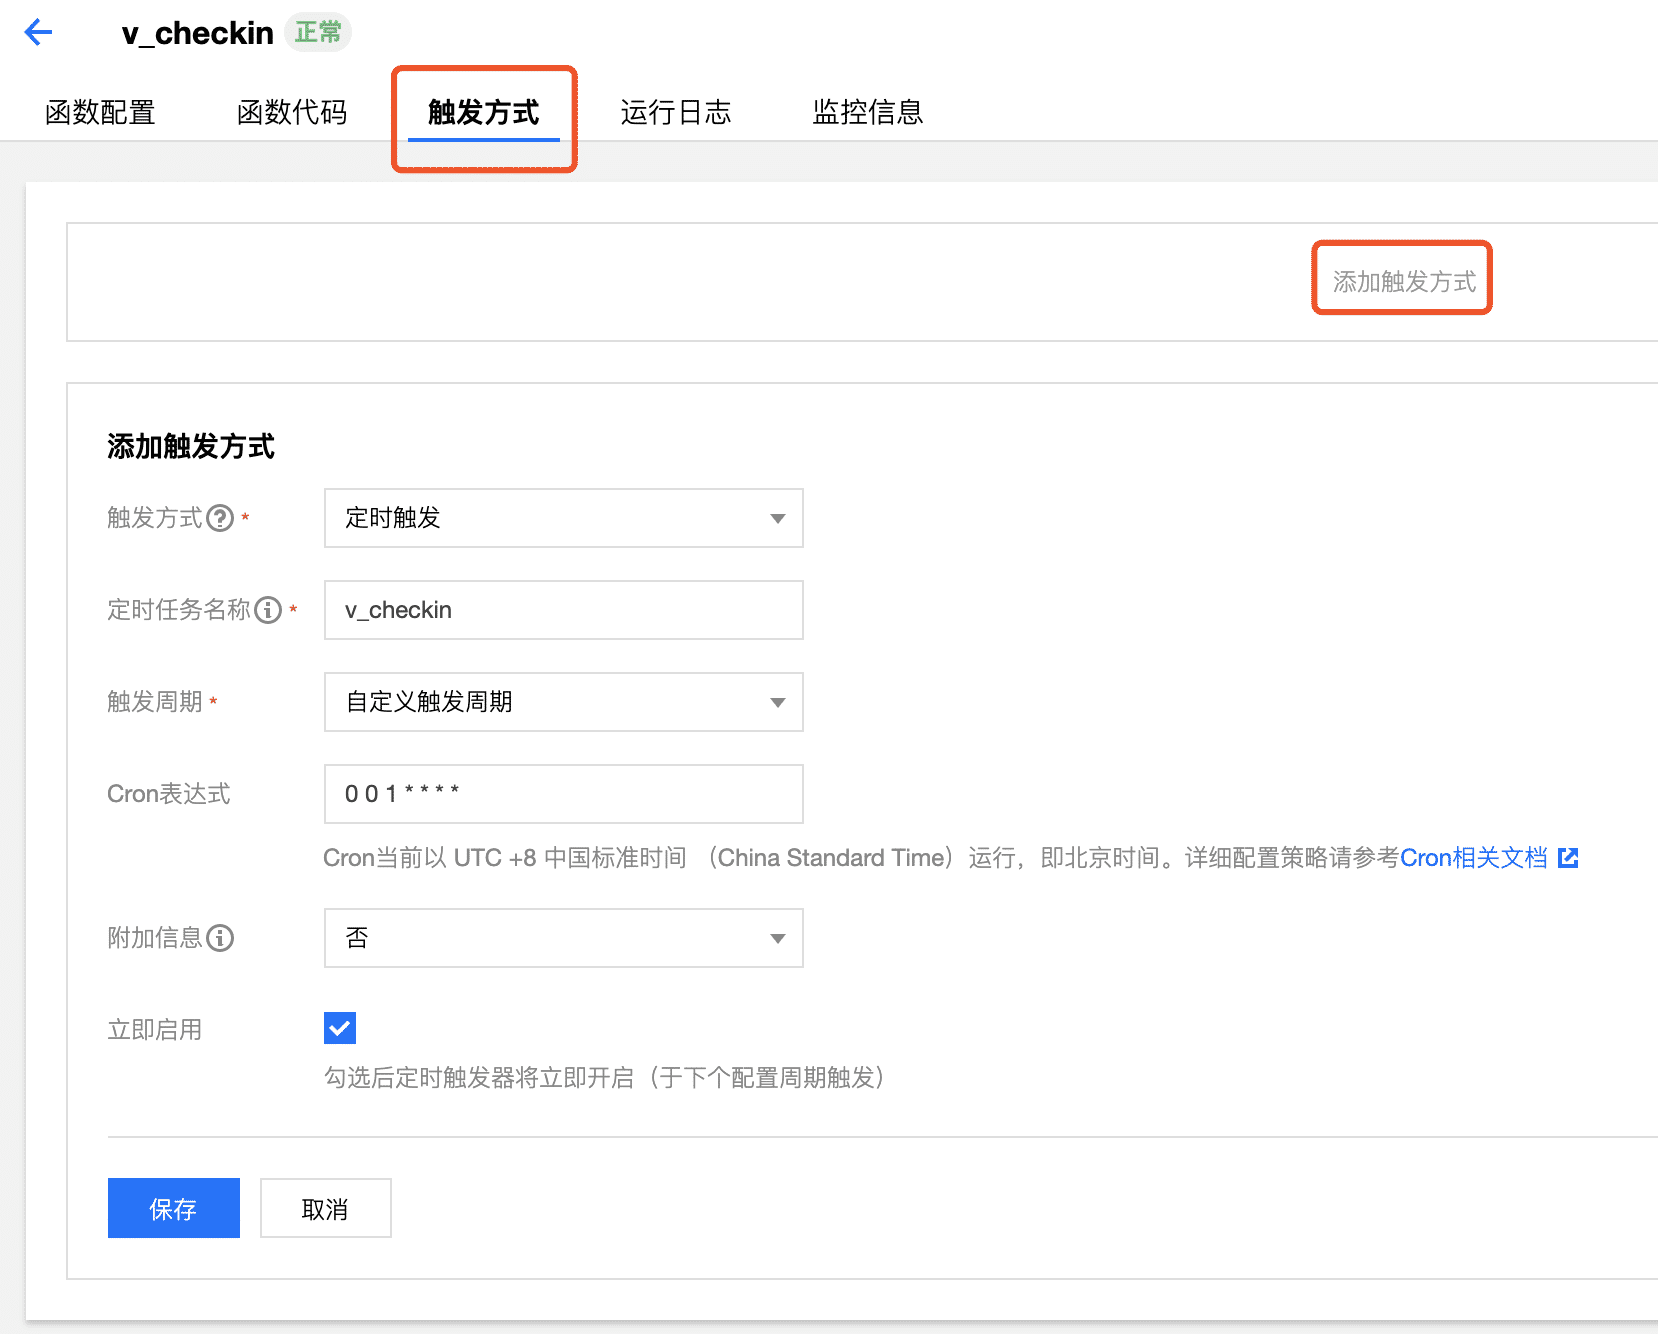 v_checkin 正常
函数配置 函数代码 触发方式 运行日志 监控信息
添加触发方式
添加触发方式
触发方式 * 定时触发
定时任务名称 * v_checkin
触发周期 * 自定义触发周期
Cron表达式 0 0 1 * * * *
Cron当前以 UTC +8 中国标准时间 （China Standard Time）运行，即北京时间。详细配置策略请参考Cron相关文档
附加信息 否
立即启用
勾选后定时触发器将立即开启（于下个配置周期触发）
保存 取消